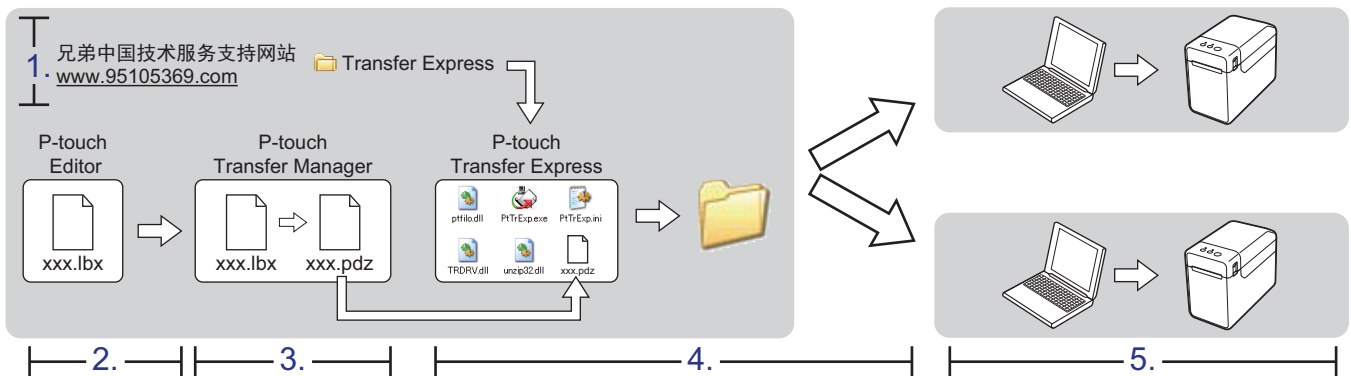 1.
兄弟中国技术服务支持网站
www.95105369.com
Transfer Express
P-touch
Editor
xxx.lbx
P-touch
Transfer Manager
xxx.lbx xxx.pdz
P-touch
Transfer Express
ptfilo.dll PtTrExp.exe PtTrExp.ini
TRDRV.dll unzip32.dll xxx.pdz
2. 3. 4. 5.